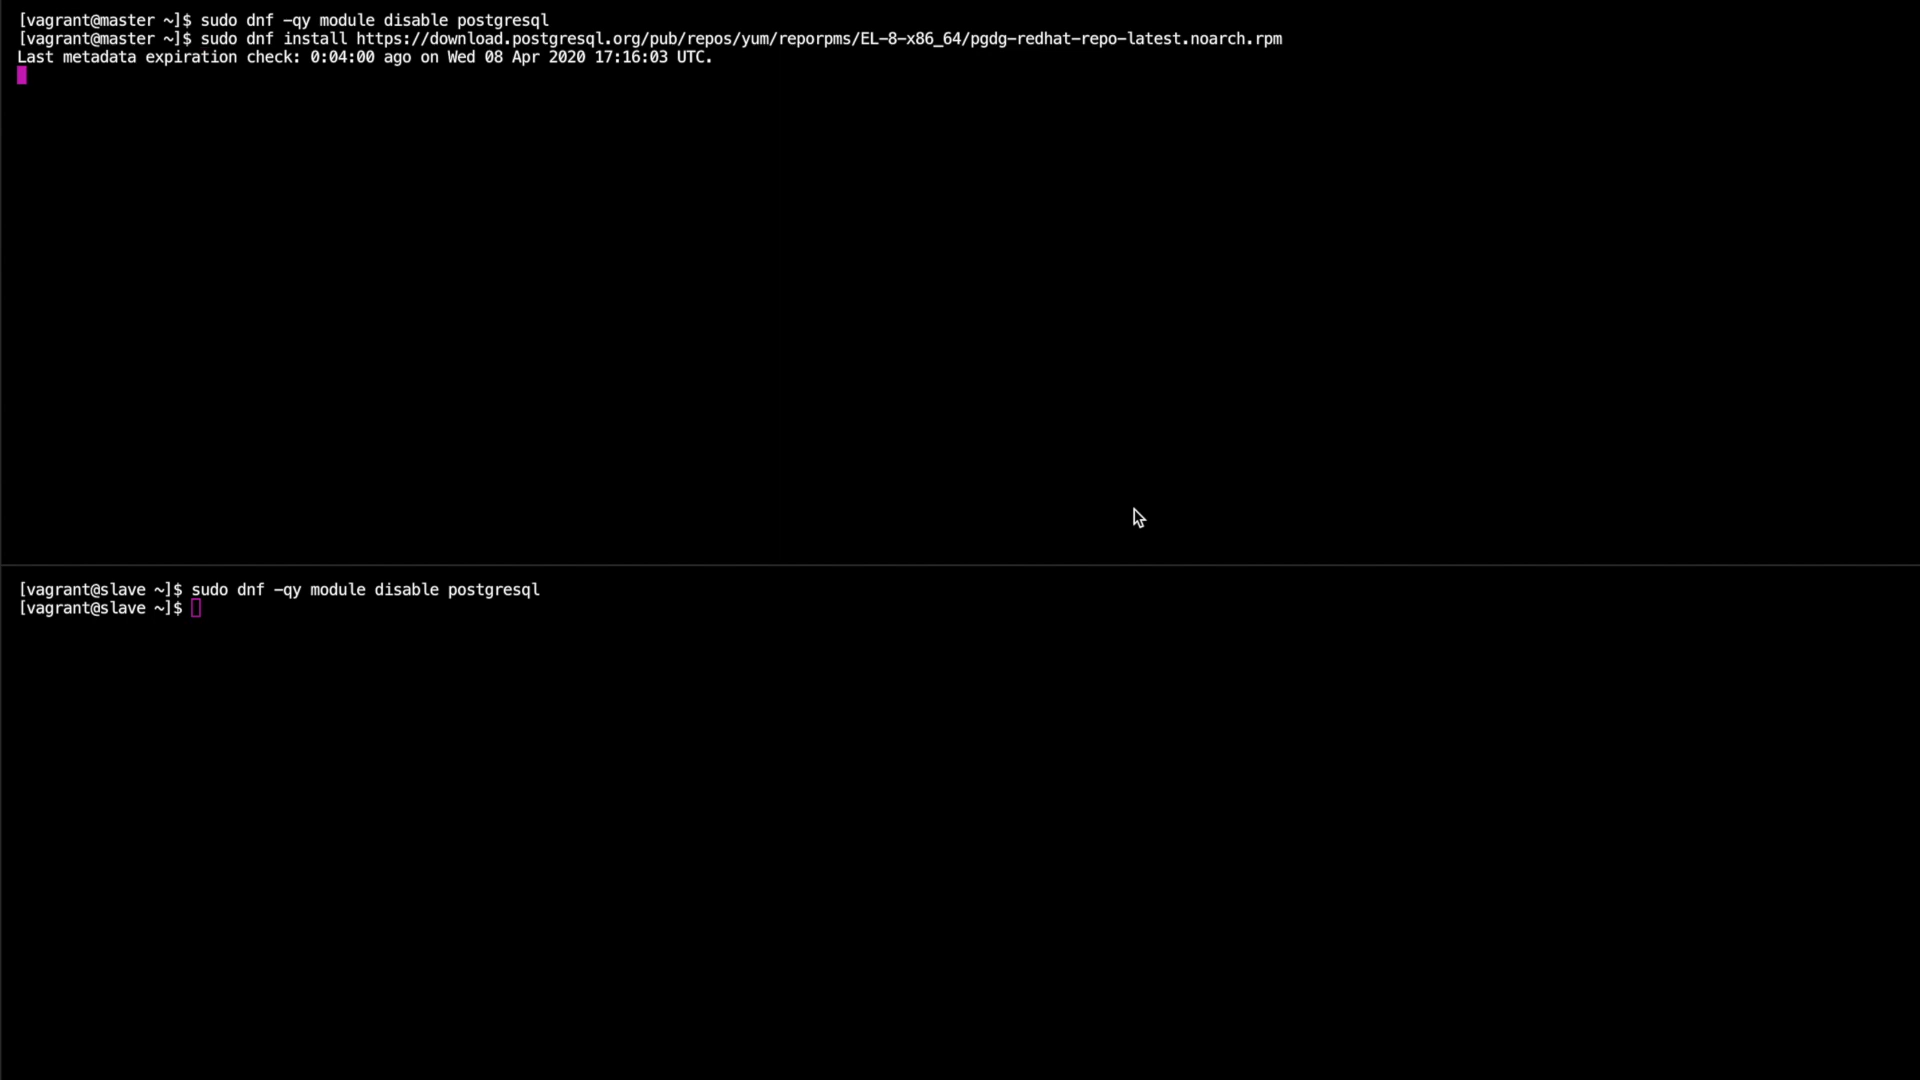 [vagrant@master ~]$ sudo dnf -qy module disable postgresql
[vagrant@master ~]$ sudo dnf install https://download.postgresql.org/pub/repos/yum/reporpms/EL-8-x86_64/pgdg-redhat-repo-latest.noarch.rpm
Last metadata expiration check: 0:04:00 ago on Wed 08 Apr 2020 17:16:03 UTC.
[vagrant@slave ~]$ sudo dnf -qy module disable postgresql
[vagrant@slave ~]$